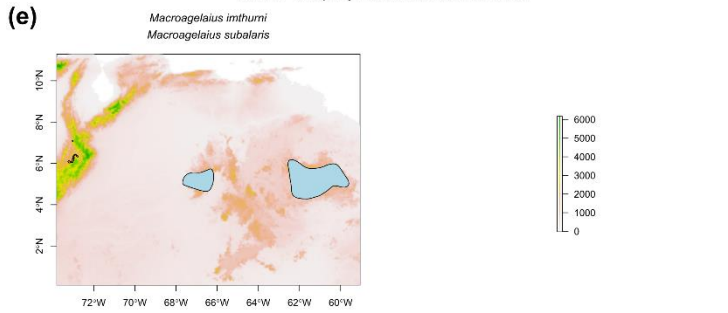 (e)
Macroagelaius imthurni
Macroagelaius subalaris
10°N
8°N
6°N
4°N
2°N
72°W 70°W 68°W 66°W 64°W 62°W 60°W
6000
5000
4000
3000
2000
1000
0